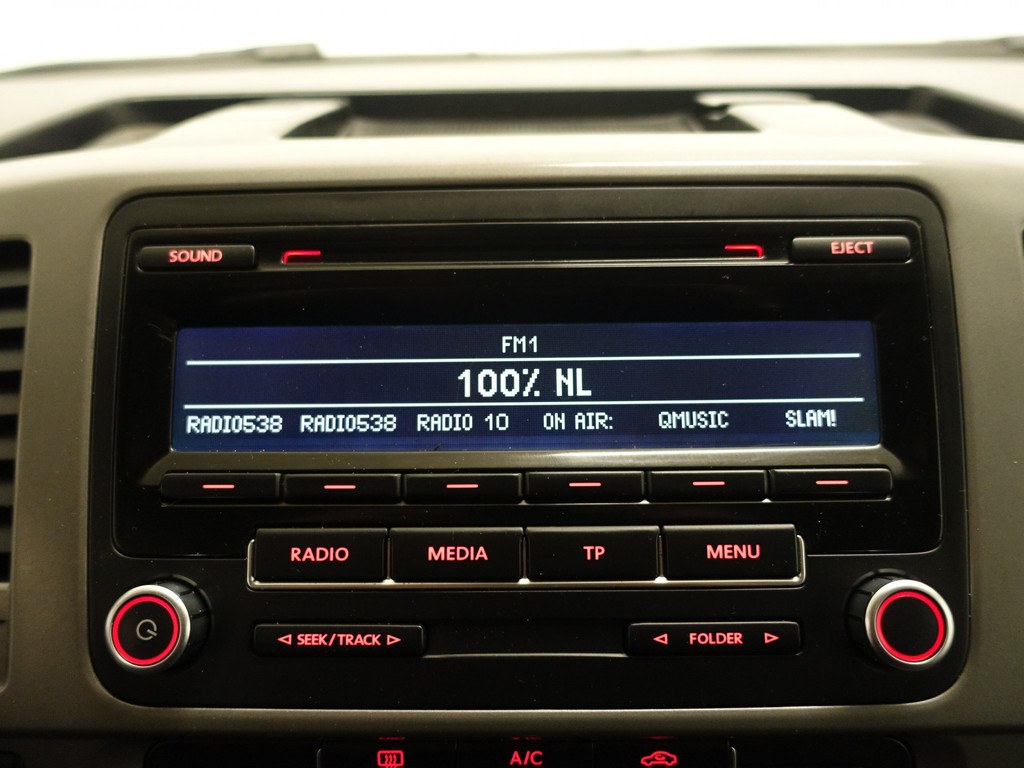 SOUND EJECT
FM1
100% NL
RADIO538 RADIO538 RADIO 10 ON AIR: QMUSIC SLAM!
RADIO MEDIA TP MENU
SEEK/TRACK FOLDER
A/C